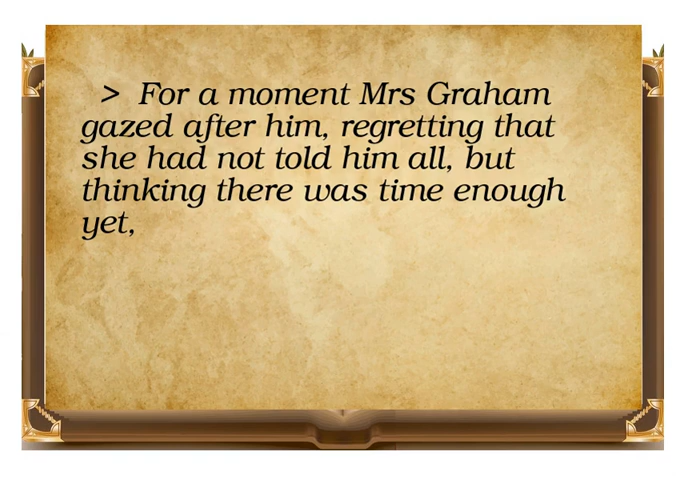 > For a moment Mrs Graham
gazed after him, regretting that
she had not told him all, but
thinking there was time enough
yet,